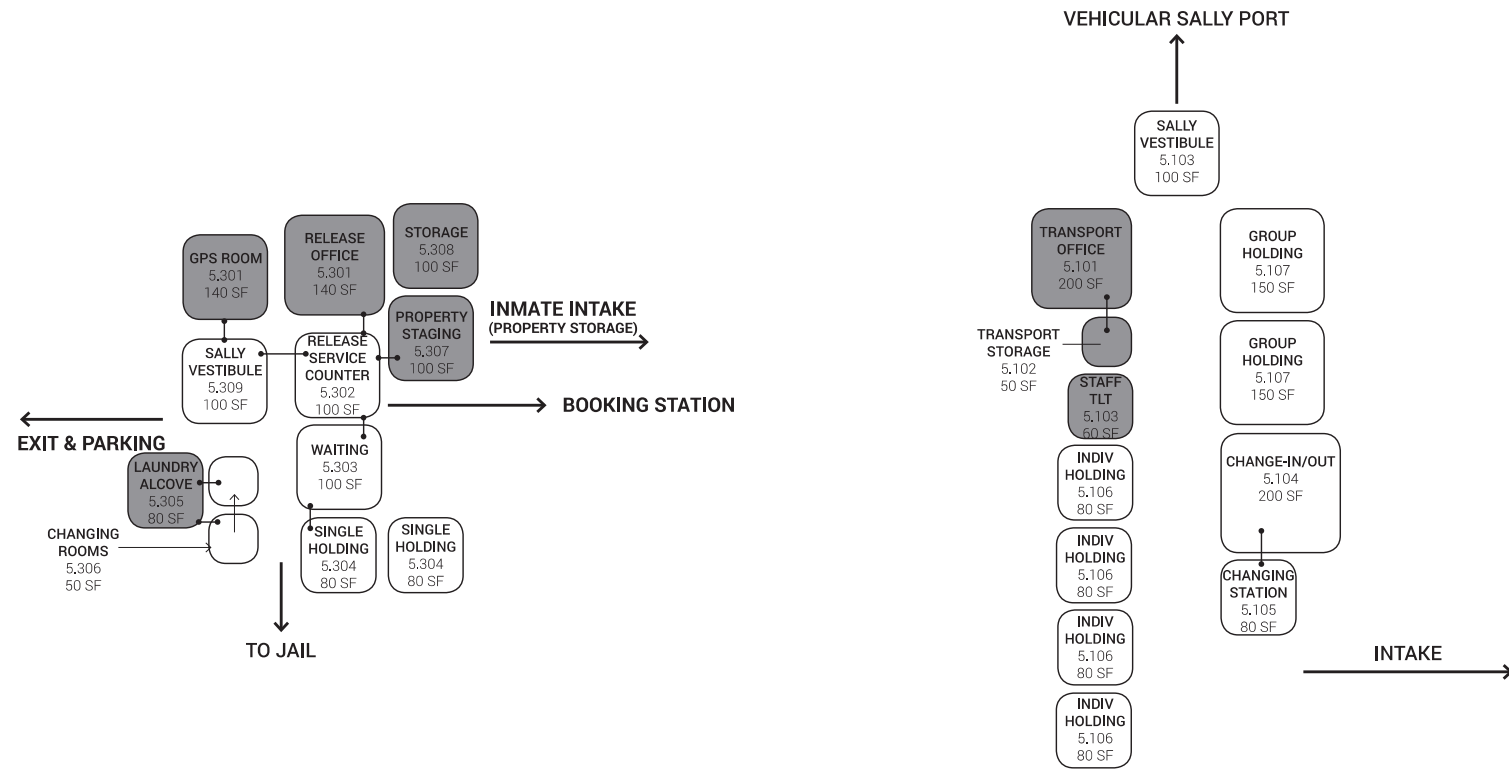 VEHICULAR SALLY PORT
SALLY
VESTIBULE
5.103
100 SF
GPS ROOM
5.301
140 SF
RELEASE
OFFICE
5.301
140 SF
STORAGE
5.308
100 SF
SALLY
VESTIBULE
5.309
100 SF
RELEASE
SERVICE
COUNTER
5.302
100 SF
PROPERTY
STAGING
5.307
100 SF
INMATE INTAKE
(PROPERTY STORAGE)
BOOKING STATION
EXIT & PARKING
WAITING
5.303
100 SF
LAUNDRY
ALCOVE
5.305
80 SF
CHANGING
ROOMS
5.306
50 SF
SINGLE
HOLDING
5.304
80 SF
SINGLE
HOLDING
5.304
80 SF
TO JAIL
TRANSPORT
OFFICE
5.101
200 SF
TRANSPORT
STORAGE
5.102
50 SF
STAFF
TLT
5.103
60 SF
INDIV
HOLDING
5.106
80 SF
INDIV
HOLDING
5.106
80 SF
INDIV
HOLDING
5.106
80 SF
INDIV
HOLDING
5.106
80 SF
GROUP
HOLDING
5.107
150 SF
GROUP
HOLDING
5.107
150 SF
CHANGE-IN/OUT
5.104
200 SF
CHANGING
STATION
5.105
80 SF
INTAKE